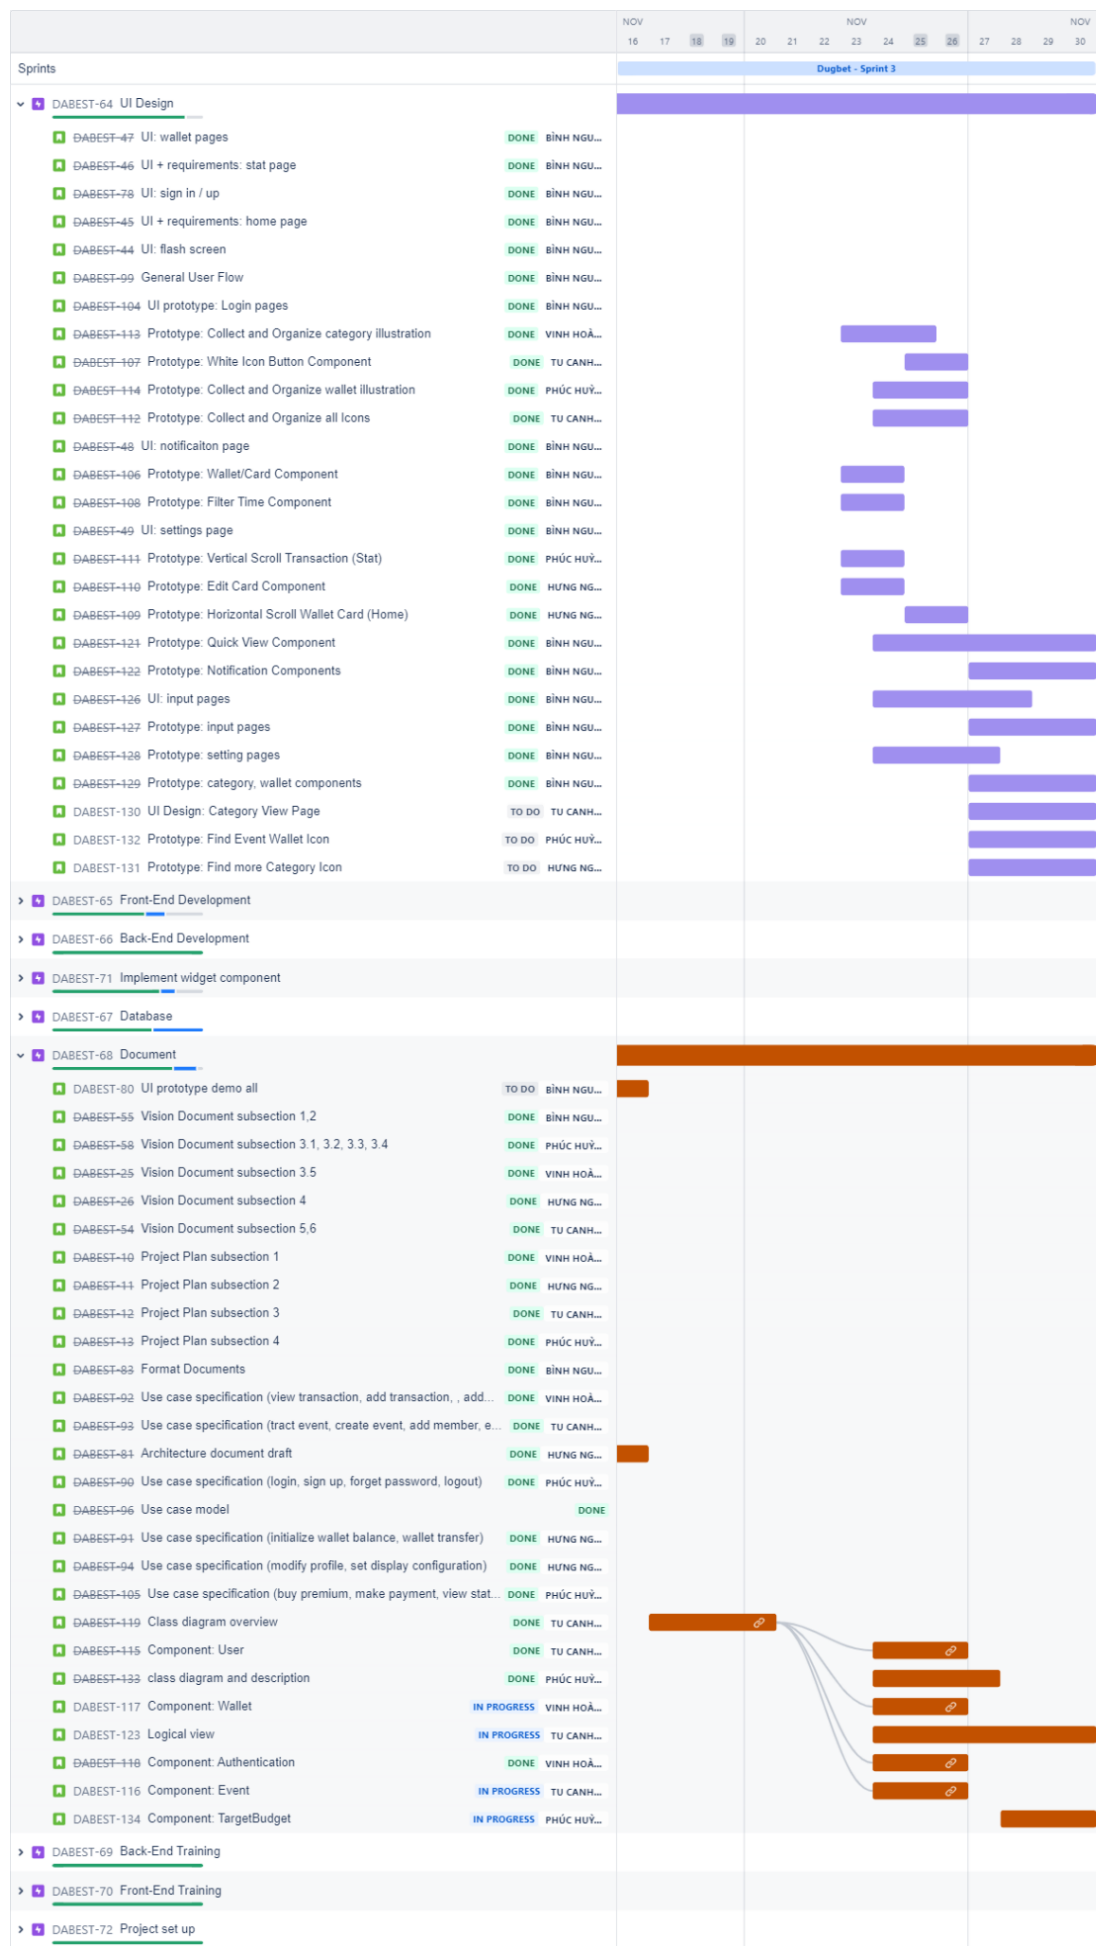 NOV NOV NOV
16 17 18 19 20 21 22 23 24 25 26 27 28 29 30
Sprints Dugbet - Sprint 3
DABEST-64 UI Design
DABEST-47 UI: wallet pages DONE BÌNH NGU...
DABEST-46 UI + requirements: stat page DONE BÌNH NGU...
DABEST-78 UI: sign in / up DONE BÌNH NGU...
DABEST-45 UI + requirements: home page DONE BÌNH NGU...
DABEST-44 UI: flash screen DONE BÌNH NGU...
DABEST-99 General User Flow DONE BÌNH NGU...
DABEST-104 UI prototype: Login pages DONE BÌNH NGU...
DABEST-113 Prototype: Collect and Organize category illustration DONE VINH HOÀ...
DABEST-107 Prototype: White Icon Button Component DONE TU CANH...
DABEST-114 Prototype: Collect and Organize wallet illustration DONE PHÚC HUỲ...
DABEST-112 Prototype: Collect and Organize all Icons DONE TU CANH...
DABEST-48 UI: notificaiton page DONE BÌNH NGU...
DABEST-106 Prototype: Wallet/Card Component DONE BÌNH NGU...
DABEST-108 Prototype: Filter Time Component DONE BÌNH NGU...
DABEST-49 UI: settings page DONE BÌNH NGU...
DABEST-111 Prototype: Vertical Scroll Transaction (Stat) DONE PHÚC HUỲ...
DABEST-110 Prototype: Edit Card Component DONE HƯNG NG...
DABEST-109 Prototype: Horizontal Scroll Wallet Card (Home) DONE HƯNG NG...
DABEST-121 Prototype: Quick View Component DONE BÌNH NGU...
DABEST-122 Prototype: Notification Components DONE BÌNH NGU...
DABEST-126 UI: input pages DONE BÌNH NGU...
DABEST-127 Prototype: input pages DONE BÌNH NGU...
DABEST-128 Prototype: setting pages DONE BÌNH NGU...
DABEST-129 Prototype: category, wallet components DONE BÌNH NGU...
DABEST-130 UI Design: Category View Page TO DO TU CANH...
DABEST-132 Prototype: Find Event Wallet Icon TO DO PHÚC HUỲ...
DABEST-131 Prototype: Find more Category Icon TO DO HƯNG NG...
DABEST-65 Front-End Development
DABEST-66 Back-End Development
DABEST-71 Implement widget component
DABEST-67 Database
DABEST-68 Document
DABEST-80 UI prototype demo all TO DO BÌNH NGU...
DABEST-55 Vision Document subsection 1,2 DONE BÌNH NGU...
DABEST-58 Vision Document subsection 3.1, 3.2, 3.3, 3.4 DONE PHÚC HUỲ...
DABEST-25 Vision Document subsection 3.5 DONE VINH HOÀ...
DABEST-26 Vision Document subsection 4 DONE HƯNG NG...
DABEST-54 Vision Document subsection 5,6 DONE TU CANH...
DABEST-10 Project Plan subsection 1 DONE VINH HOÀ...
DABEST-11 Project Plan subsection 2 DONE HƯNG NG...
DABEST-12 Project Plan subsection 3 DONE TU CANH...
DABEST-13 Project Plan subsection 4 DONE PHÚC HUỲ...
DABEST-83 Format Documents DONE BÌNH NGU...
DABEST-92 Use case specification (view transaction, add transaction, , add... DONE VINH HOÀ...
DABEST-93 Use case specification (tract event, create event, add member, e... DONE TU CANH...
DABEST-81 Architecture document draft DONE HƯNG NG...
DABEST-90 Use case specification (login, sign up, forget password, logout) DONE PHÚC HUỲ...
DABEST-96 Use case model DONE
DABEST-91 Use case specification (initialize wallet balance, wallet transfer) DONE HƯNG NG...
DABEST-94 Use case specification (modify profile, set display configuration) DONE HƯNG NG...
DABEST-105 Use case specification (buy premium, make payment, view stat... DONE PHÚC HUỲ...
DABEST-119 Class diagram overview DONE TU CANH...
DABEST-115 Component: User DONE TU CANH...
DABEST-133 class diagram and description DONE PHÚC HUỲ...
DABEST-117 Component: Wallet IN PROGRESS VINH HOÀ...
DABEST-123 Logical view IN PROGRESS TU CANH...
DABEST-118 Component: Authentication DONE VINH HOÀ...
DABEST-116 Component: Event IN PROGRESS TU CANH...
DABEST-134 Component: TargetBudget IN PROGRESS PHÚC HUỲ...
DABEST-69 Back-End Training
DABEST-70 Front-End Training
DABEST-72 Project set up